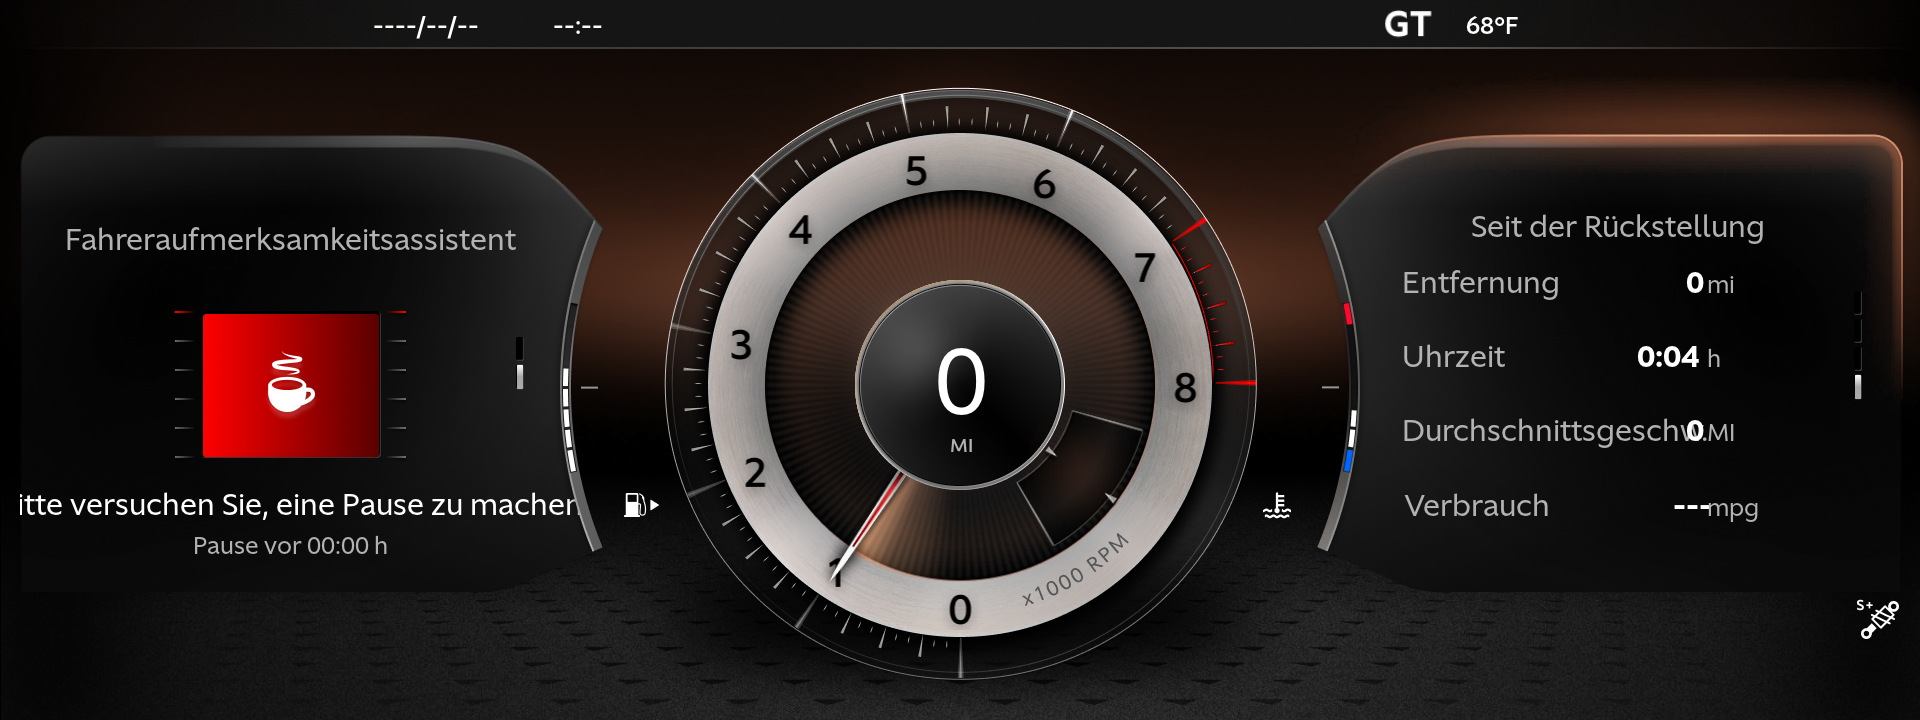 ----/--/-- --:-- GT 68°F
Fahreraufmerksamkeitsassistent
itte versuchen Sie, eine Pause zu machen
Pause vor 00:00 h
0
1
2
3
4
5
6
7
8
x1000 RPM
0
MI
Seit der Rückstellung
Entfernung 0 mi
Uhrzeit 0:04 h
Durchschnittsgeschw. 0 MI
Verbrauch --- mpg
S+